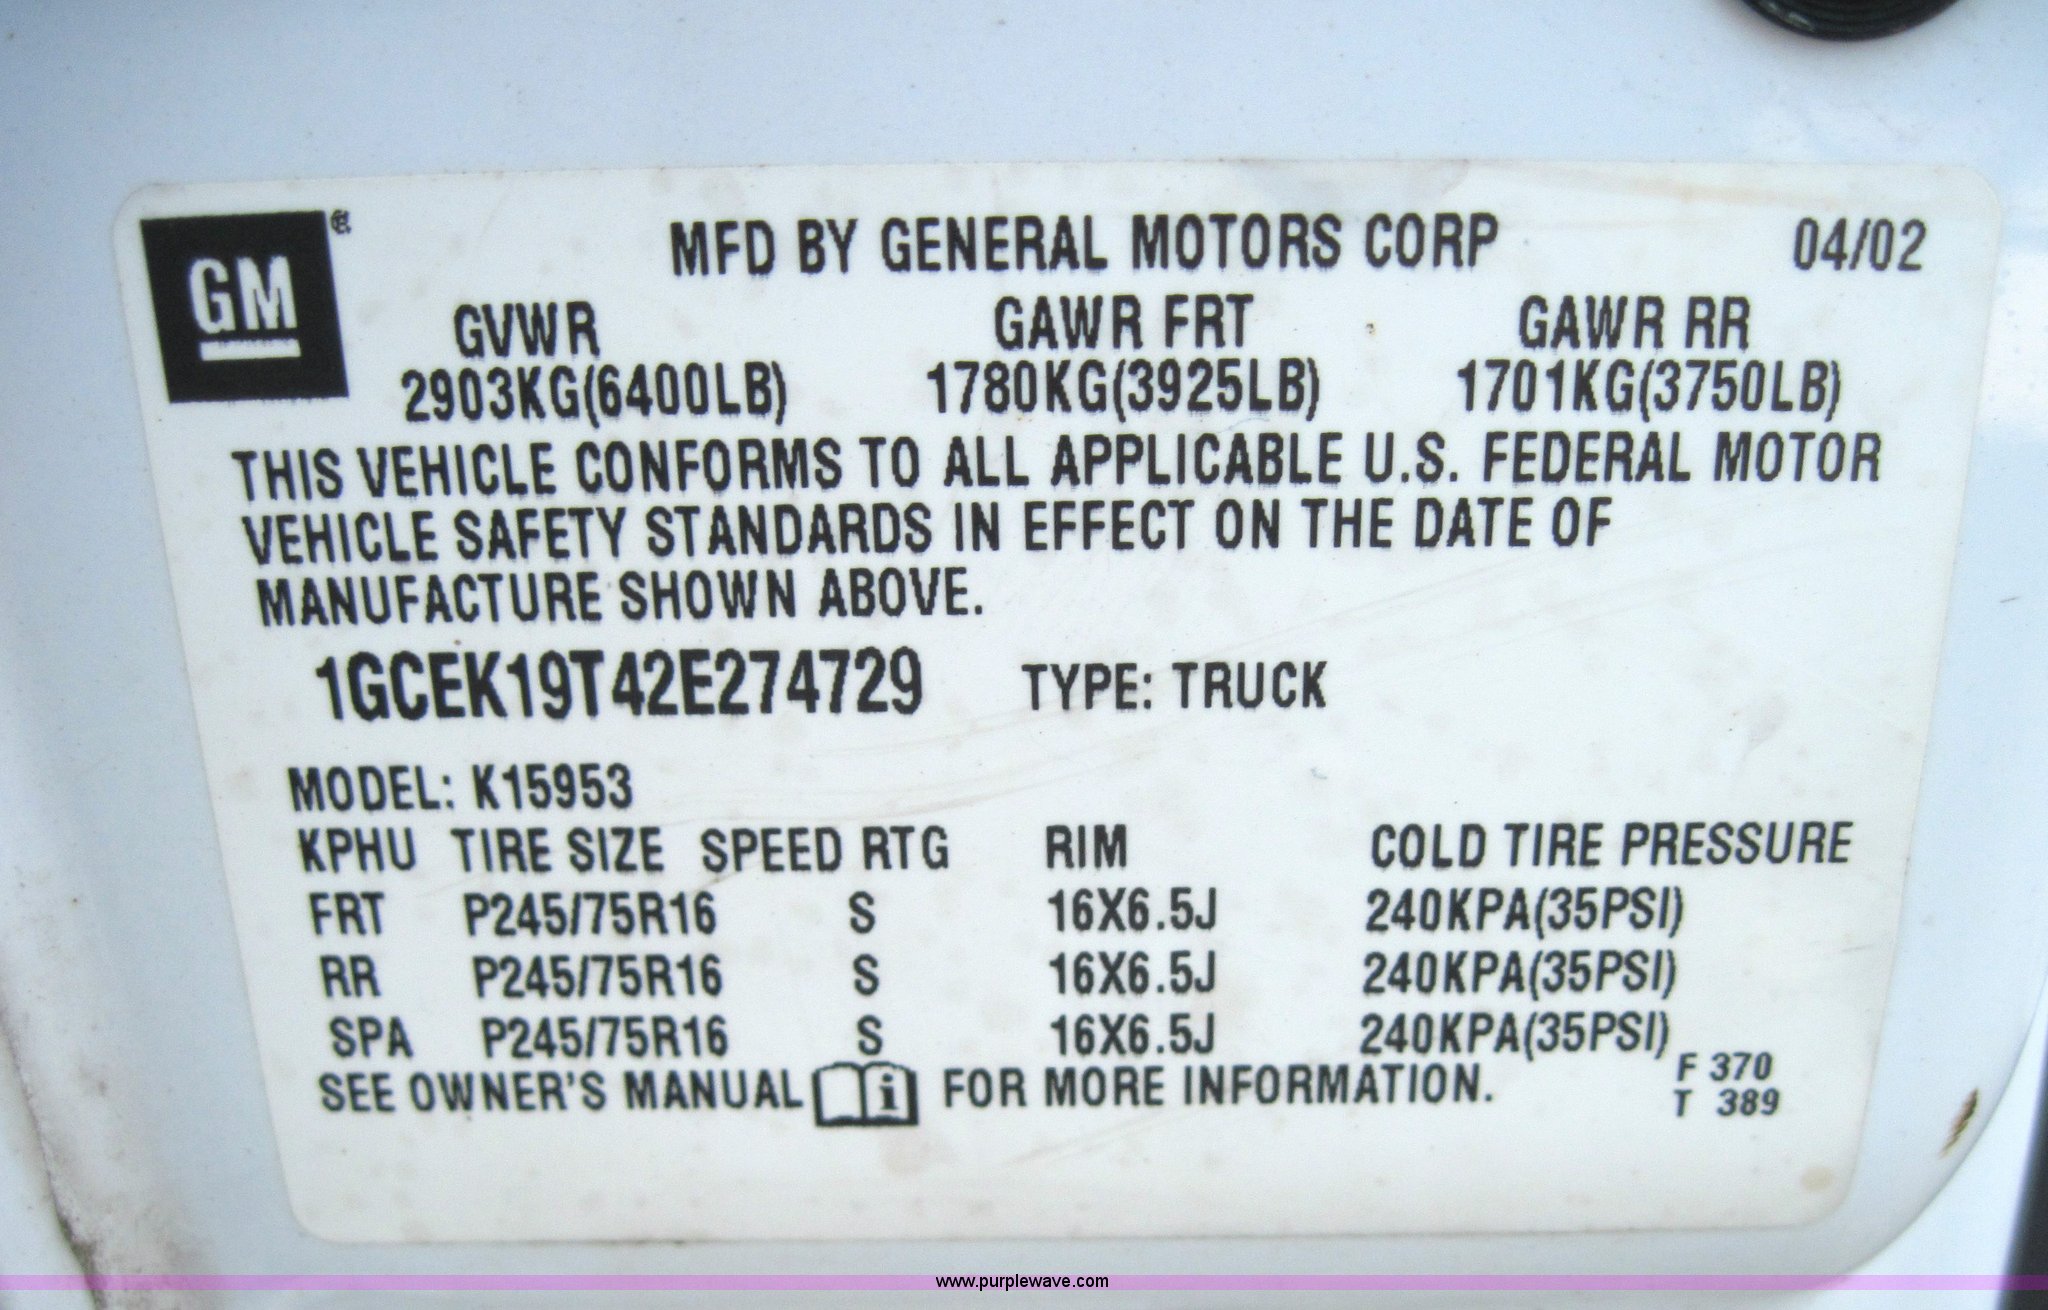 GM
MFD BY GENERAL MOTORS CORP 04/02
GVWR GAWR FRT GAWR RR
2903KG(6400LB) 1780KG(3925LB) 1701KG(3750LB)
THIS VEHICLE CONFORMS TO ALL APPLICABLE U.S. FEDERAL MOTOR
VEHICLE SAFETY STANDARDS IN EFFECT ON THE DATE OF
MANUFACTURE SHOWN ABOVE.
1GCEK19T42E274729 TYPE: TRUCK
MODEL: K15953
KPHU TIRE SIZE SPEED RTG RIM COLD TIRE PRESSURE
FRT P245/75R16 S 16X6.5J 240KPA(35PSI)
RR P245/75R16 S 16X6.5J 240KPA(35PSI)
SPA P245/75R16 S 16X6.5J 240KPA(35PSI)
SEE OWNER'S MANUAL i FOR MORE INFORMATION.
F 370
T 389
www.purplewave.com